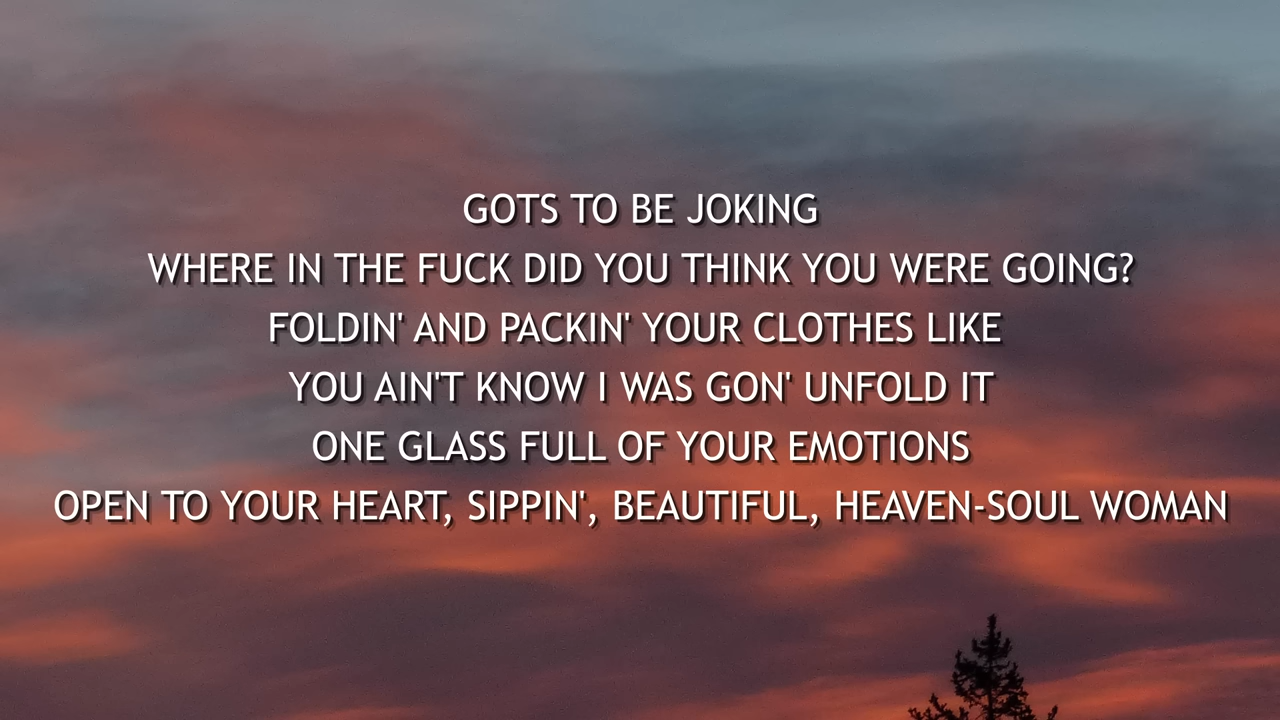 GOTS TO BE JOKING
WHERE IN THE FUCK DID YOU THINK YOU WERE GOING?
FOLDIN' AND PACKIN' YOUR CLOTHES LIKE
YOU AIN'T KNOW I WAS GON' UNFOLD IT
ONE GLASS FULL OF YOUR EMOTIONS
OPEN TO YOUR HEART, SIPPIN', BEAUTIFUL, HEAVEN-SOUL WOMAN